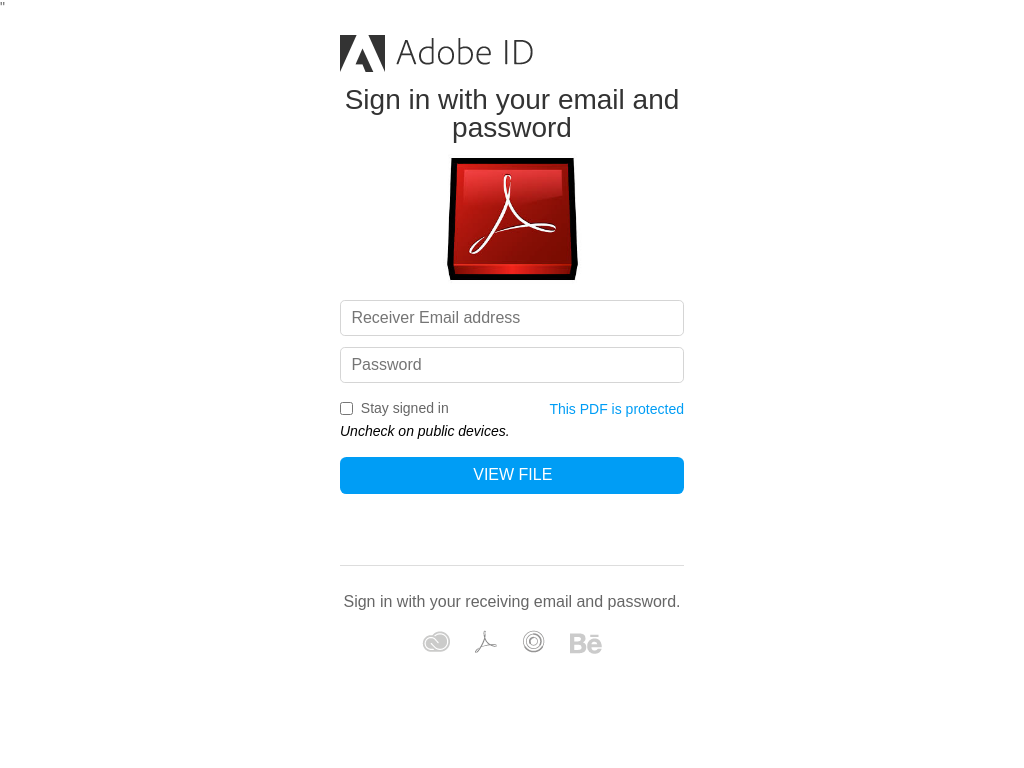 "
Adobe ID
Sign in with your email and
password
Receiver Email address
Password
Stay signed in
This PDF is protected
Uncheck on public devices.
VIEW FILE
Sign in with your receiving email and password.
Bē